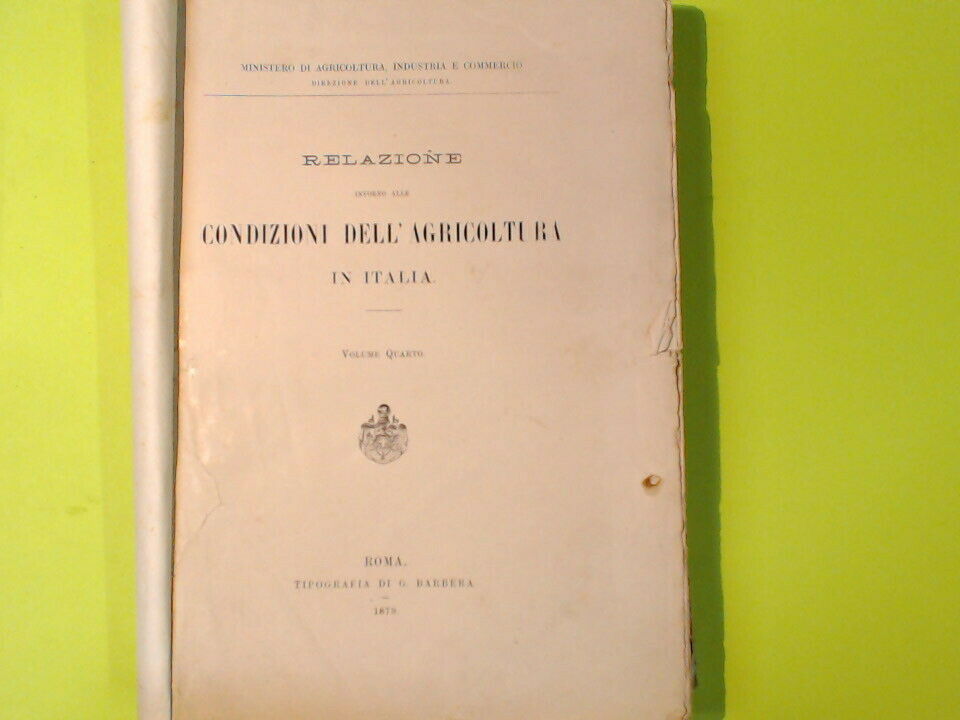 MINISTERO DI AGRICOLTURA, INDUSTRIA E COMMERCIO
DIREZIONE DELL'AGRICOLTURA.
RELAZIONE
INTORNO ALLE
CONDIZIONI DELL'AGRICOLTURA
IN ITALIA.
VOLUME QUARTO.
ROMA.
TIPOGRAFIA DI G. BARBERA
1879